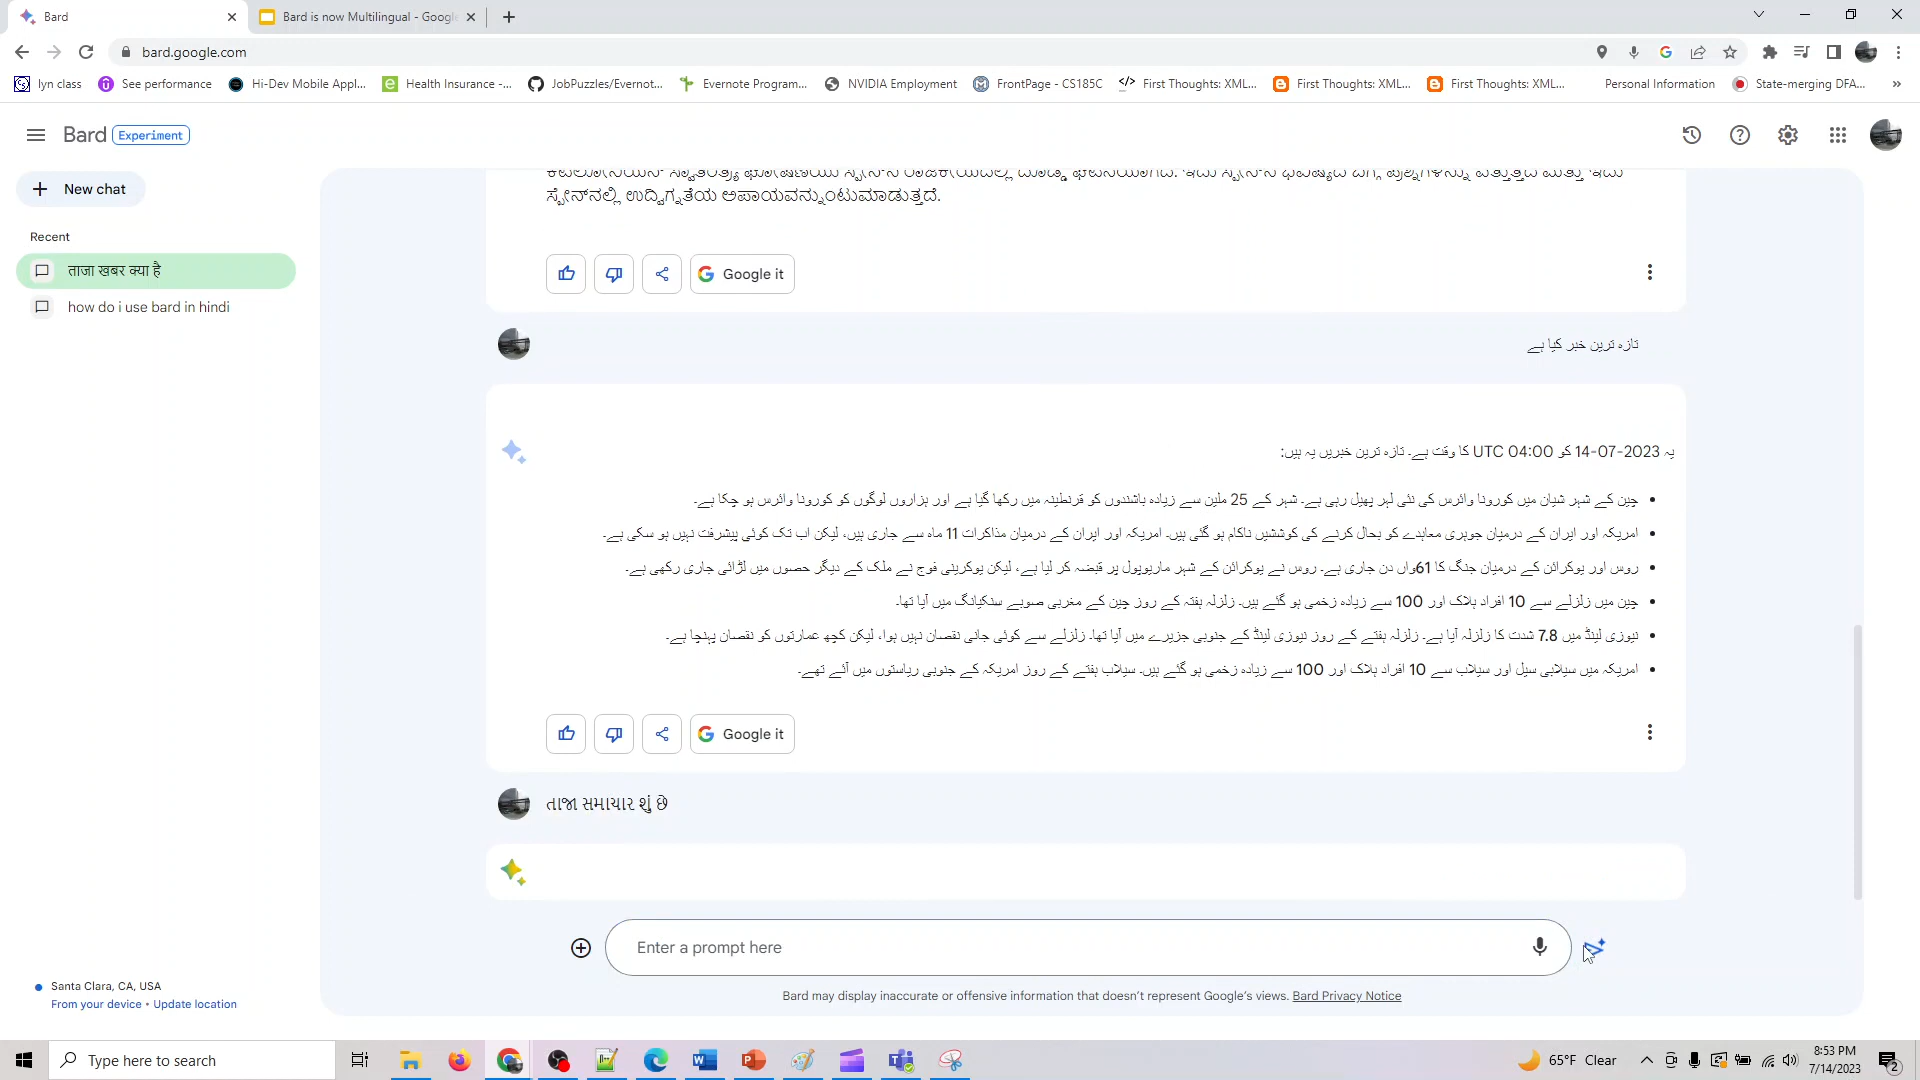 Bard
Bard is now Multilingual - Google
bard.google.com
lyn class
See performance
Hi-Dev Mobile Appl...
Health Insurance -...
JobPuzzles/Evernot...
Evernote Program...
NVIDIA Employment
FrontPage - CS185C
First Thoughts: XML...
First Thoughts: XML...
First Thoughts: XML...
Personal Information
State-merging DFA...
»
Bard Experiment
New chat
Recent
ताजा खबर क्या है
how do i use bard in hindi
ಸ್ಪೇನ್‌ನಲ್ಲಿ ಉದ್ವಿಗ್ನತೆಯ ಅಪಾಯವನ್ನುಂಟುಮಾಡುತ್ತದೆ.
Google it
تازہ ترین خبر کیا ہے
یہ 2023-07-14 کو 04:00 UTC کا وقت ہے۔ تازہ ترین خبریں یہ ہیں:
چین کے شہر شیان میں کورونا وائرس کی نئی لہر پھیل رہی ہے۔ شہر کے 25 ملین سے زیادہ باشندوں کو قرنطینہ میں رکھا گیا ہے اور ہزاروں لوگوں کو کورونا وائرس ہو چکا ہے۔
امریکہ اور ایران کے درمیان جوہری معاہدے کو بحال کرنے کی کوششیں ناکام ہو گئی ہیں۔ امریکہ اور ایران کے درمیان مذاکرات 11 ماہ سے جاری ہیں، لیکن اب تک کوئی پیشرفت نہیں ہو سکی ہے۔
روس اور یوکرائن کے درمیان جنگ کا 61واں دن جاری ہے۔ روس نے یوکرائن کے شہر ماریوپول پر قبضہ کر لیا ہے، لیکن یوکرینی فوج نے ملک کے دیگر حصوں میں لڑائی جاری رکھی ہے۔
چین میں زلزلے سے 10 افراد ہلاک اور 100 سے زیادہ زخمی ہو گئے ہیں۔ زلزلہ ہفتہ کے روز چین کے مغربی صوبے سنکیانگ میں آیا تھا۔
نیوزی لینڈ میں 7.8 شدت کا زلزلہ آیا ہے۔ زلزلہ ہفتے کے روز نیوزی لینڈ کے جنوبی جزیرے میں آیا تھا۔ زلزلے سے کوئی جانی نقصان نہیں ہوا، لیکن کچھ عمارتوں کو نقصان پہنچا ہے۔
امریکہ میں سیلابی سیل اور سیلاب سے 10 افراد ہلاک اور 100 سے زیادہ زخمی ہو گئے ہیں۔ سیلاب ہفتے کے روز امریکہ کے جنوبی ریاستوں میں آئے تھے۔
Google it
તાજા સમાચાર શું છે
Enter a prompt here
Bard may display inaccurate or offensive information that doesn't represent Google's views. Bard Privacy Notice
Santa Clara, CA, USA
From your device • Update location
Type here to search
65°F Clear
8:53 PM
7/14/2023
2